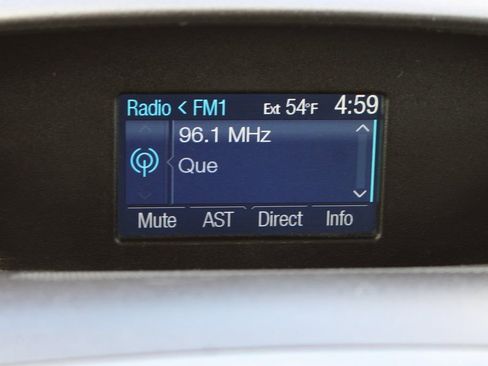 Radio < FM1 Ext 54°F 4:59
96.1 MHz
Que
Mute AST Direct Info